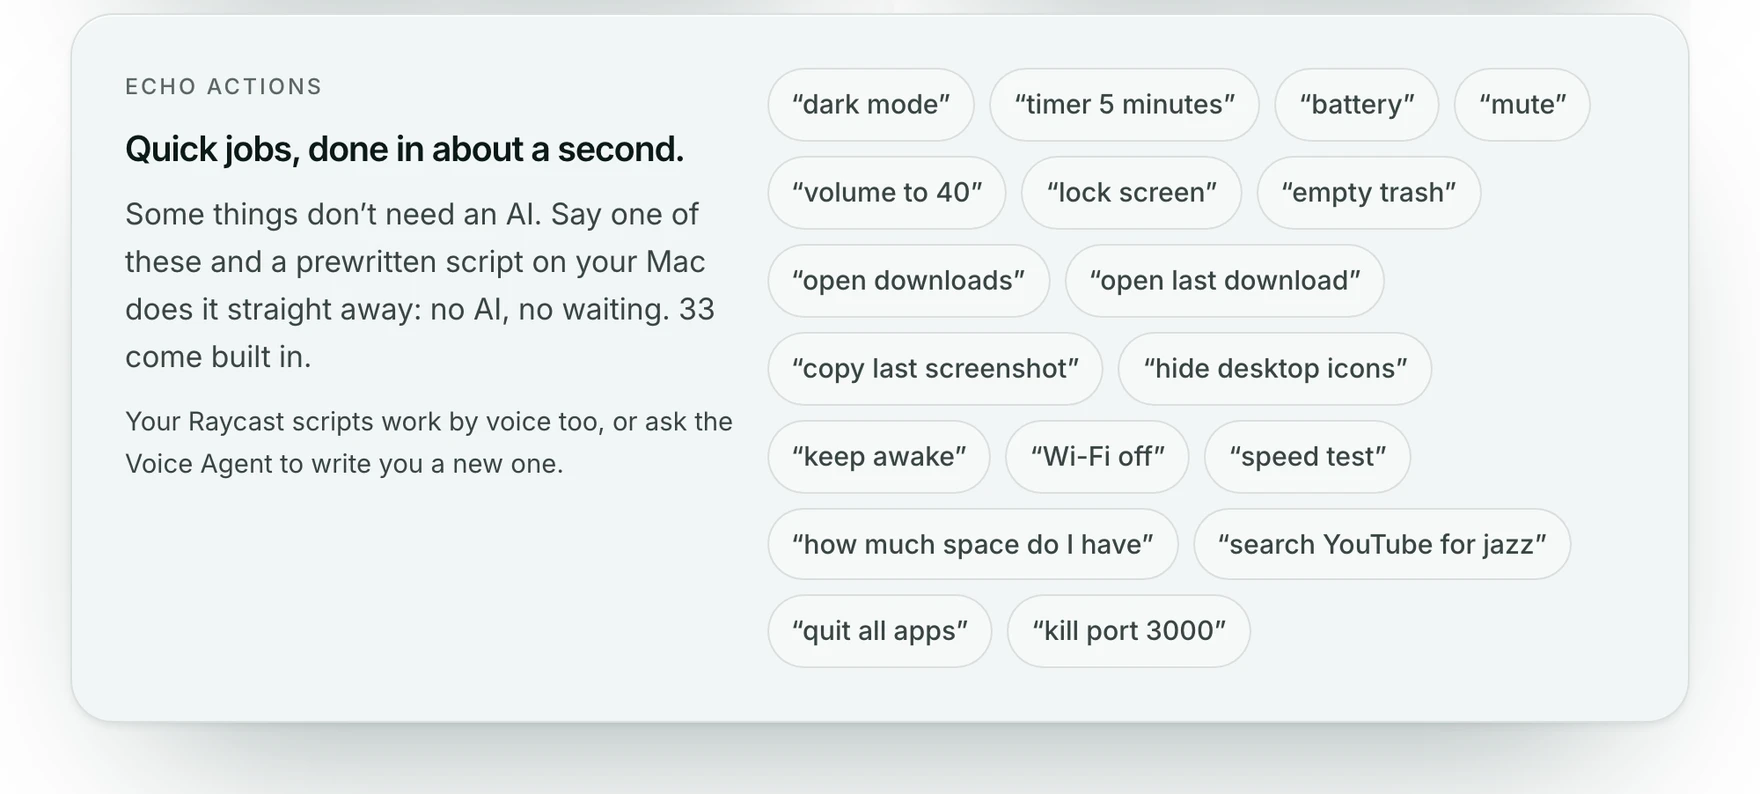 ECHO ACTIONS
Quick jobs, done in about a second.
Some things don’t need an AI. Say one of
these and a prewritten script on your Mac
does it straight away: no AI, no waiting. 33
come built in.
Your Raycast scripts work by voice too, or ask the
Voice Agent to write you a new one.
“dark mode” “timer 5 minutes” “battery” “mute”
“volume to 40” “lock screen” “empty trash”
“open downloads” “open last download”
“copy last screenshot” “hide desktop icons”
“keep awake” “Wi-Fi off” “speed test”
“how much space do I have” “search YouTube for jazz”
“quit all apps” “kill port 3000”